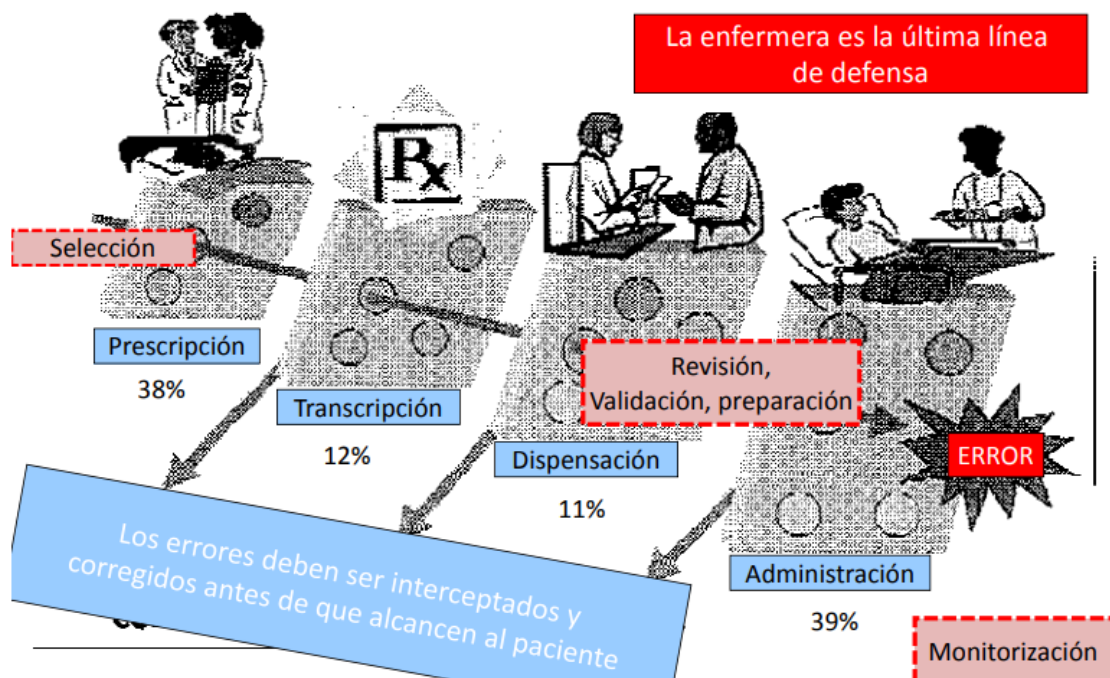 La enfermera es la última línea
de defensa
Rx
Selección
Prescripción
38%
Transcripción
12%
Revisión,
Validación, preparación
Dispensación
11%
ERROR
Administración
39%
Los errores deben ser interceptados y
corregidos antes de que alcancen al paciente
Monitorización